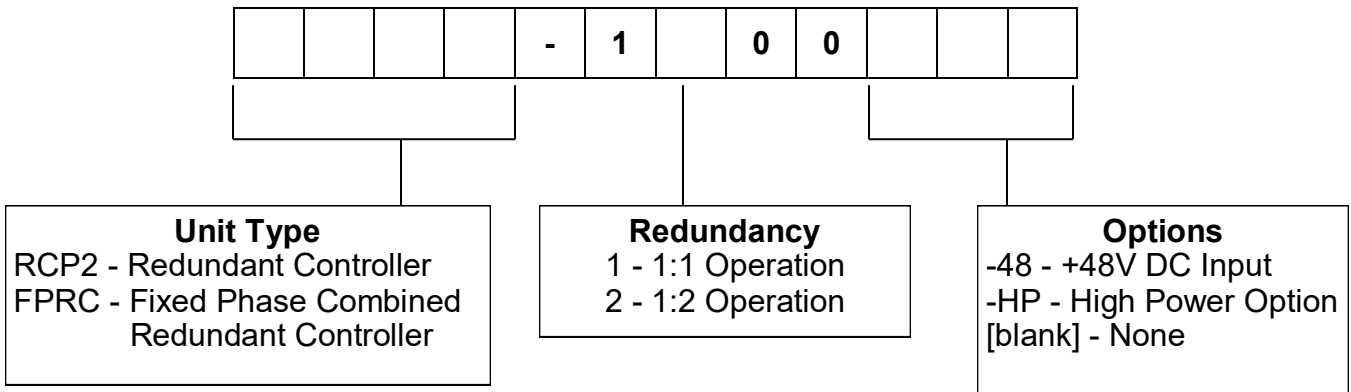 - 1 0 0
Unit Type
RCP2 - Redundant Controller
FPRC - Fixed Phase Combined
Redundant Controller
Redundancy
1 - 1:1 Operation
2 - 1:2 Operation
Options
-48 - +48V DC Input
-HP - High Power Option
[blank] - None